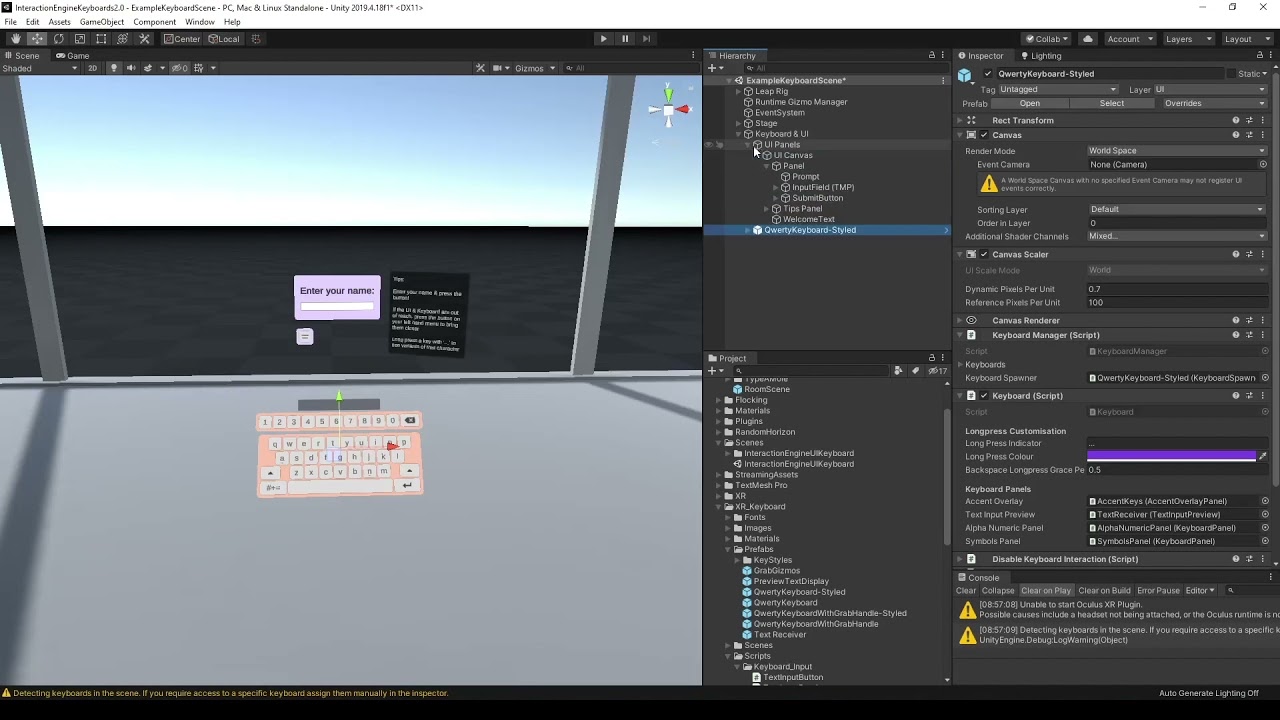 InteractionEngineKeyboards2.0 - ExampleKeyboardScene - PC, Mac & Linux Standalone - Unity 2019.4.18f1* <DX11>
File Edit Assets GameObject Component Window Help
Center Local Collab Account Layers Layout
Scene Game
Shaded 2D 0 Gizmos All
y x z
Enter your name:
Tips
Enter your name & press the
button!
If the UI & Keyboard are out
of reach, press the button on
your left hand menu to bring
them closer
Long press a key with '...' to
see variants of that character
1 2 3 4 5 6 7 8 9 0
q w e r t y u i o p
a s d f g h j k l
z x c v b n m
#+=
Hierarchy
All
ExampleKeyboardScene*
Leap Rig
Runtime Gizmo Manager
EventSystem
Stage
Keyboard & UI
UI Panels
UI Canvas
Panel
Prompt
InputField (TMP)
SubmitButton
Tips Panel
WelcomeText
QwertyKeyboard-Styled
Project
17
TypeAMole
RoomScene
Flocking
Materials
Plugins
RandomHorizon
Scenes
InteractionEngineUIKeyboard
InteractionEngineUIKeyboard
StreamingAssets
TextMesh Pro
XR
XR_Keyboard
Fonts
Images
Materials
Prefabs
KeyStyles
GrabGizmos
PreviewTextDisplay
QwertyKeyboard-Styled
QwertyKeyboard
QwertyKeyboardWithGrabHandle-Styled
QwertyKeyboardWithGrabHandle
Text Receiver
Scenes
Scripts
Keyboard_Input
TextInputButton
Inspector Lighting
QwertyKeyboard-Styled Static
Tag Untagged Layer UI
Prefab Open Select Overrides
Rect Transform
Canvas
Render Mode World Space
Event Camera None (Camera)
A World Space Canvas with no specified Event Camera may not register UI
events correctly.
Sorting Layer Default
Order in Layer 0
Additional Shader Channels Mixed...
Canvas Scaler
UI Scale Mode World
Dynamic Pixels Per Unit 0.7
Reference Pixels Per Unit 100
Canvas Renderer
Keyboard Manager (Script)
Script KeyboardManager
Keyboards
Keyboard Spawner QwertyKeyboard-Styled (KeyboardSpawn
Keyboard (Script)
Script Keyboard
Longpress Customisation
Long Press Indicator ...
Long Press Colour
Backspace Longpress Grace Pe 0.5
Keyboard Panels
Accent Overlay AccentKeys (AccentOverlayPanel)
Text Input Preview TextReceiver (TextInputPreview)
Alpha Numeric Panel AlphaNumericPanel (KeyboardPanel)
Symbols Panel SymbolsPanel (KeyboardPanel)
Disable Keyboard Interaction (Script)
Console
Clear Collapse Clear on Play Clear on Build Error Pause Editor
[08:57:08] Unable to start Oculus XR Plugin.
Possible causes include a headset not being attached, or the Oculus runtime is no
[08:57:09] Detecting keyboards in the scene. If you require access to a specific k
UnityEngine.Debug:LogWarning(Object)
Detecting keyboards in the scene. If you require access to a specific keyboard assign them manually in the inspector.
Auto Generate Lighting Off